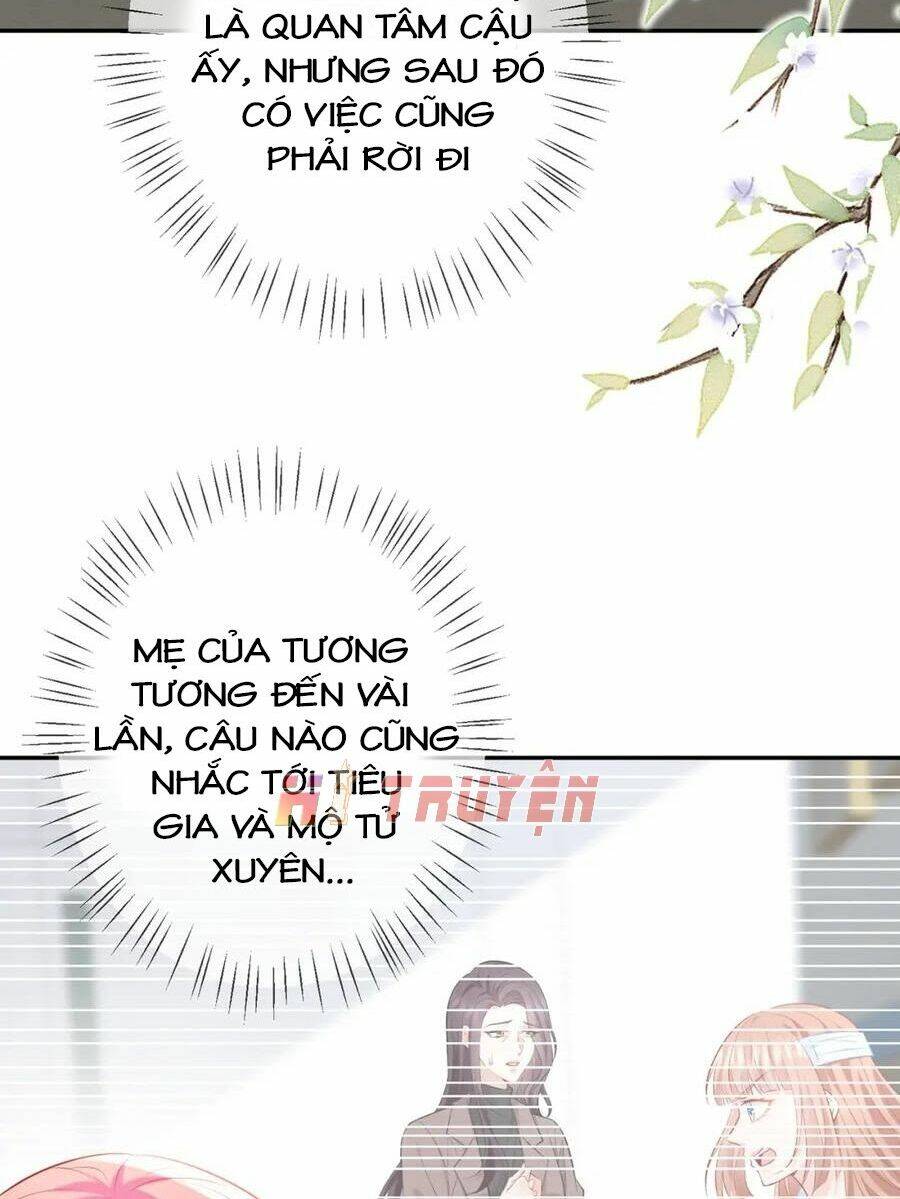 LÀ QUAN TÂM CẬU
ẤY, NHƯNG SAU ĐÓ
CÓ VIỆC CŨNG
PHẢI RỜI ĐI
MẸ CỦA TƯƠNG
TƯƠNG ĐẾN VÀI
LẦN, CÂU NÀO CŨNG
NHẮC TỚI TIÊU
HI TRUYỆN
GIA VÀ MỘ TỬ
XUYÊN...